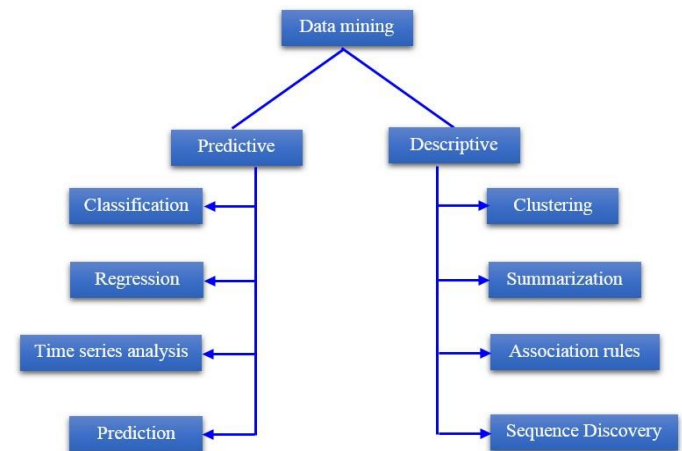 Data mining
Predictive
Descriptive
Classification
Clustering
Regression
Summarization
Time series analysis
Association rules
Prediction
Sequence Discovery